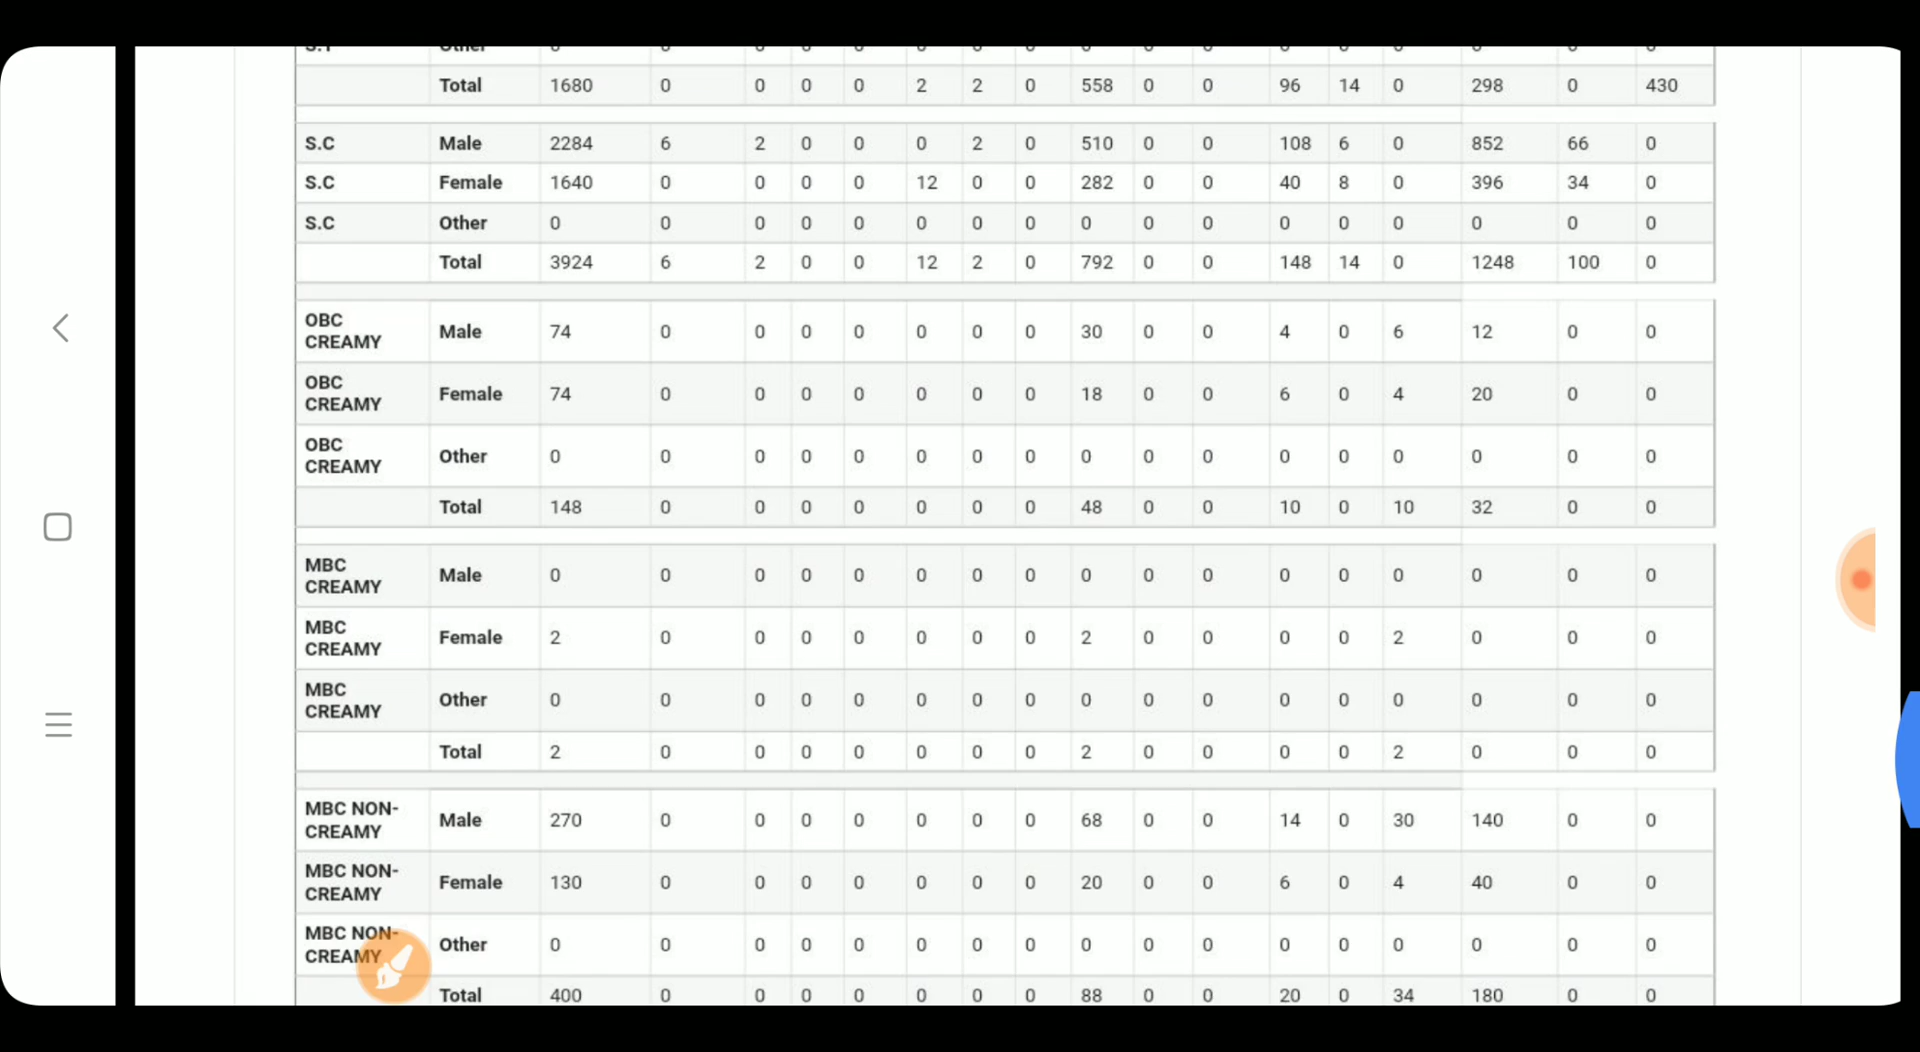 Total 1680 0 0 0 0 2 2 0 558 0 0 96 14 0 298 0 430
S.C Male 2284 6 2 0 0 0 2 0 510 0 0 108 6 0 852 66 0
S.C Female 1640 0 0 0 0 12 0 0 282 0 0 40 8 0 396 34 0
S.C Other 0 0 0 0 0 0 0 0 0 0 0 0 0 0 0 0 0
Total 3924 6 2 0 0 12 2 0 792 0 0 148 14 0 1248 100 0
OBC
CREAMY Male 74 0 0 0 0 0 0 0 30 0 0 4 0 6 12 0 0
OBC
CREAMY Female 74 0 0 0 0 0 0 0 18 0 0 6 0 4 20 0 0
OBC
CREAMY Other 0 0 0 0 0 0 0 0 0 0 0 0 0 0 0 0 0
Total 148 0 0 0 0 0 0 0 48 0 0 10 0 10 32 0 0
MBC
CREAMY Male 0 0 0 0 0 0 0 0 0 0 0 0 0 0 0 0 0
MBC
CREAMY Female 2 0 0 0 0 0 0 0 2 0 0 0 0 2 0 0 0
MBC
CREAMY Other 0 0 0 0 0 0 0 0 0 0 0 0 0 0 0 0 0
Total 2 0 0 0 0 0 0 0 2 0 0 0 0 2 0 0 0
MBC NON-
CREAMY Male 270 0 0 0 0 0 0 0 68 0 0 14 0 30 140 0 0
MBC NON-
CREAMY Female 130 0 0 0 0 0 0 0 20 0 0 6 0 4 40 0 0
MBC NON-
CREAMY Other 0 0 0 0 0 0 0 0 0 0 0 0 0 0 0 0 0
Total 400 0 0 0 0 0 0 0 88 0 0 20 0 34 180 0 0